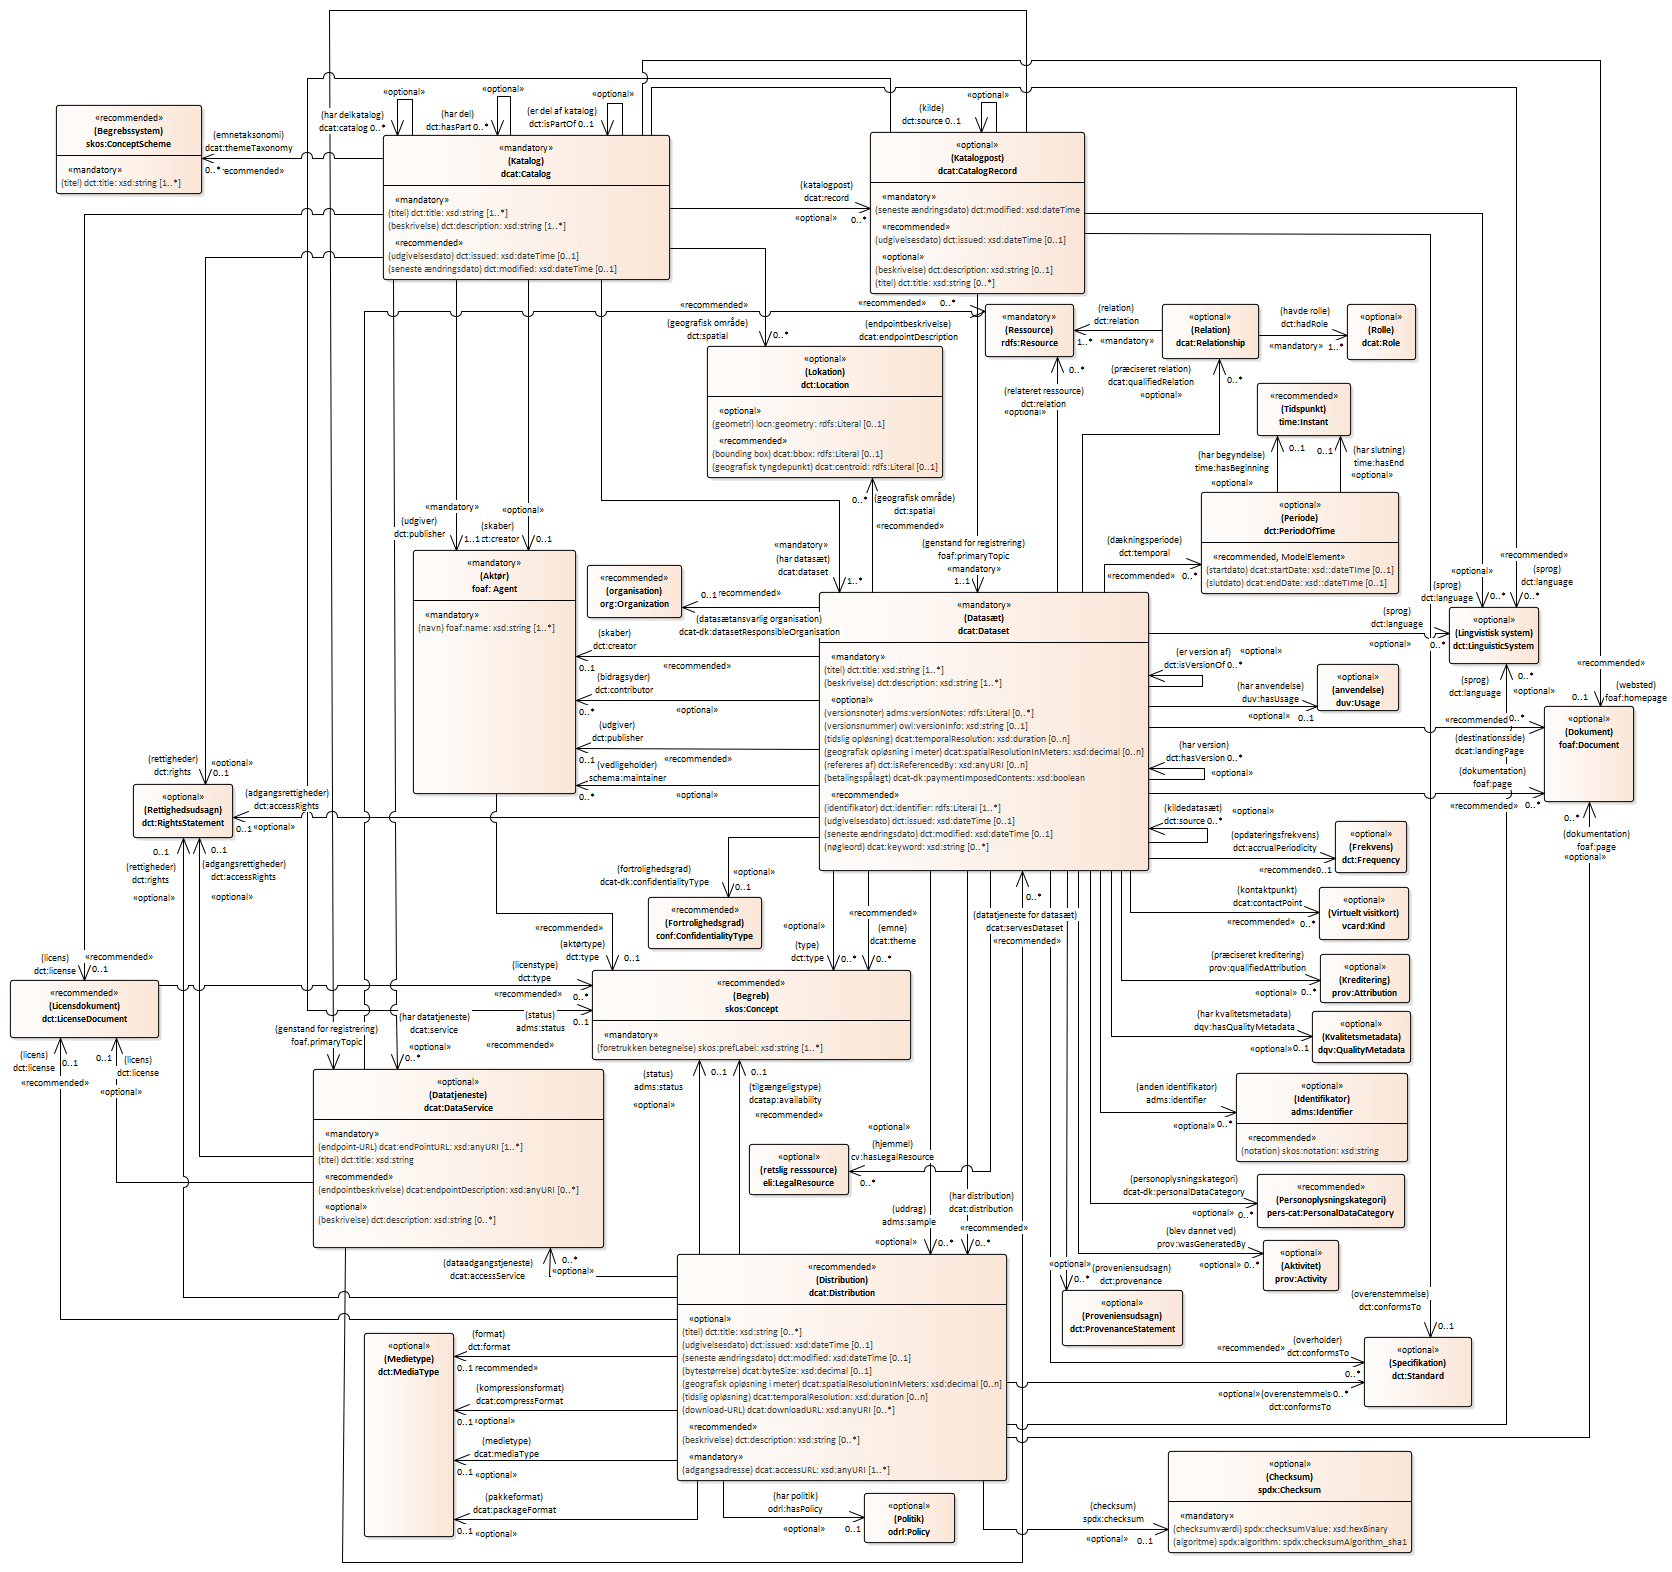 «recommended»
(Begrebssystem)
skos:ConceptScheme
«mandatory»
(titel) dct:title: xsd:string [1..*]
(emnetaksonomi)
dcat:themeTaxonomy
0..*
«optional»
(har delkatalog)
dcat:catalog 0..*
«optional»
(har del)
dct:hasPart 0..*
«optional»
(er del af katalog)
dct:isPartOf 0..1
«mandatory»
(Katalog)
dcat:Catalog
«mandatory»
(titel) dct:title: xsd:string [1..*]
(beskrivelse) dct:description: xsd:string [1..*]
«recommended»
(udgivelsesdato) dct:issued: xsd:dateTime [0..1]
(seneste ændringsdato) dct:modified: xsd:dateTime [0..1]
(katalogpost)
dcat:record
«optional»
0..*
«optional»
(kilde)
dct:source 0..1
«optional»
(Katalogpost)
dcat:CatalogRecord
«mandatory»
(seneste ændringsdato) dct:modified: xsd:dateTime
«recommended»
(udgivelsesdato) dct:issued: xsd:dateTime [0..1]
«optional»
(beskrivelse) dct:description: xsd:string [0..1]
(titel) dct:title: xsd:string [0..*]
«recommended»
(geografisk område)
dct:spatial
0..*
«recommended» 0..*
(endpointbeskrivelse)
dcat:endpointDescription
«mandatory»
(Ressource)
rdfs:Resource
(relation)
dct:relation
1..*
«mandatory»
«optional»
(Relation)
dcat:Relationship
(havde rolle)
dct:hadRole
«mandatory» 1..*
«optional»
(Rolle)
dcat:Role
«optional»
(Lokation)
dct:Location
«optional»
(geometri) locn:geometry: rdfs:Literal [0..1]
«recommended»
(bounding box) dcat:bbox: rdfs:Literal [0..1]
(geografisk tyngdepunkt) dcat:centroid: rdfs:Literal [0..1]
0..*
(relateret ressource)
dct:relation
«optional»
(præciseret relation)
dct:qualifiedRelation
«optional»
0..*
«recommended»
(Tidspunkt)
time:Instant
(har begyndelse)
time:hasBeginning
«optional»
0..1
0..1
(har slutning)
time:hasEnd
«optional»
«optional»
(Periode)
dct:PeriodOfTime
«recommended, ModelElement»
(startdato) dcat:startDate: xsd::dateTIme [0..1]
(slutdato) dcat:endDate: xsd::dateTIme [0..1]
(dækningsperiode)
dct:temporal
«recommended» 0..*
0..*
(geografisk område)
dct:spatial
«recommended»
«mandatory»
(udgiver)
dct:publisher
1..1
«optional»
(skaber)
0..1
«mandatory»
(har datasæt)
dcat:dataset
1..*
(genstand for registrering)
foaf:primaryTopic
«mandatory»
1..1
«mandatory»
(Aktør)
foaf: Agent
«mandatory»
(navn) foaf:name: xsd:string [1..*]
«recommended»
(organisation)
org:Organization
0..1
(datasætansvarlig organisation)
dcat-dk:datasetResponsibleOrganisation
(skaber)
dct:creator
0..1
«recommended»
(bidragsyder)
dct:contributor
0..*
«optional»
(udgiver)
dct:publisher
0..1
«recommended»
(vedligeholder)
schema:maintainer
0..*
«optional»
«mandatory»
(Datasæt)
dcat:Dataset
«mandatory»
(titel) dct:title: xsd:string [1..*]
(beskrivelse) dct:description: xsd:string [1..*]
«optional»
(versionsnoter) adms:versionNotes: rdfs:Literal [0..*]
(versionsnummer) owl:versionInfo: xsd:string [0..1]
(tidslig opløsning) dcat:temporalResolution: xsd:duration [0..n]
(geografisk opløsning i meter) dcat:spatialResolutionInMeters: xsd:decimal [0..n]
(refereres af) dct:isReferencedBy: xsd:anyURI [0..n]
(betalingspålagt) dcat-dk:paymentImposedContents: xsd:boolean
«recommended»
(identifikator) dct:identifier: rdfs:Literal [1..*]
(udgivelsesdato) dct:issued: xsd:dateTime [0..1]
(seneste ændringsdato) dct:modified: xsd:dateTime [0..1]
(nøgleord) dcat:keyword: xsd:string [0..*]
«optional»
(sprog)
dct:language
0..*
«recommended»
(sprog)
dct:language
0..*
(sprog)
dct:language
«optional»
0..*
«optional»
(Lingvistisk system)
dct:LinguisticSystem
0..*
(sprog)
dct:language
«optional»
(er version af)
dct:isVersionOf 0..*
«optional»
(har anvendelse)
duv:hasUsage
«optional» 0..1
«optional»
(anvendelse)
duv:Usage
«recommended»
0..1
(websted)
foaf:homepage
«recommended» 0..*
(destinationsside)
dcat:landingPage
(dokumentation)
foaf:page
«recommended» 0..*
«optional»
(Dokument)
foaf:Document
0..*
(dokumentation)
foaf:page
«optional»
(har version)
dct:hasVersion 0..*
«optional»
(kildedatasæt)
dct:source 0..*
«optional»
(opdateringsfrekvens)
dct:accrualPeriodicity
0..1
«optional»
(Frekvens)
dct:Frequency
(kontaktpunkt)
dcat:contactPoint
«recommended» 0..*
«optional»
(Virtuelt visitkort)
vcard:Kind
(præciseret kreditering)
prov:qualifiedAttribution
«optional» 0..*
«optional»
(Kreditering)
prov:Attribution
(har kvalitetsmetadata)
dqv:hasQualityMetadata
«optional» 0..1
«optional»
(Kvalitetsmetadata)
dqv:QualityMetadata
(anden identifikator)
adms:identifier
«optional» 0..*
«optional»
(Identifikator)
adms:Identifier
«recommended»
(notation) skos:notation: xsd:string
(personoplysningskategori)
dcat-dk:personalDataCategory
«optional» 0..*
«recommended»
(Personoplysningskategori)
pers-cat:PersonalDataCategory
(blev dannet ved)
prov:wasGeneratedBy
«optional» 0..*
«optional»
(Aktivitet)
prov:Activity
«optional»
0..*
(proveniensudsagn)
dct:provenance
«optional»
(Proveniensudsagn)
dct:ProvenanceStatement
(overenstemmelse)
dct:conformsTo
0..1
(overholder)
«recommended» dct:conformsTo
0..*
«optional»
0..*
dct:conformsTo
«optional»
(Specifikation)
dct:Standard
(rettigheder)
dct:rights
«optional»
0..1
«optional»
(Rettighedsudsagn)
dct:RightsStatement
(adgangsrettigheder)
dct:accessRights
0..1 «optional»
0..1
(rettigheder)
dct:rights
«optional»
0..1
(adgangsrettigheder)
dct:accessRights
«optional»
(fortrolighedsgrad)
dcat-dk:confidentialityType
«optional»
0..1
«recommended»
(Fortrolighedsgrad)
conf:ConfidentialityType
«optional»
(type)
dct:type
0..*
«recommended»
(emne)
dcat:theme
0..*
0..*
(datatjeneste for datasæt)
dcat:servesDataset
«recommended»
«recommended»
(aktørtype)
dct:type
0..1
(licens)
dct:license
«recommended»
0..1
«recommended»
(Licensdokument)
dct:LicenseDocument
(licenstype)
dct:type
«recommended»
0..*
(status)
adms:status
«recommended»
0..1
«recommended»
(Begreb)
skos:Concept
«mandatory»
(foretrukken betegnelse) skos:prefLabel: xsd:string [1..*]
(genstand for registrering)
foaf.primaryTopic
(har datatjeneste)
dcat:service
«optional»
0..*
(licens)
dct:license
«recommended»
0..1
0..1
(licens)
dct:license
«optional»
«optional»
(Datatjeneste)
dcat:DataService
«mandatory»
(endpoint-URL) dcat:endPointURL: xsd:anyURI [1..*]
(titel) dct:title: xsd:string
«recommended»
(endpointbeskrivelse) dcat:endpointDescription: xsd:anyURI [0..*]
«optional»
(beskrivelse) dct:description: xsd:string [0..*]
(status)
adms:status
«optional»
0..1
0..1
(tilgængeligstype)
dcatap:availability
«recommended»
«optional»
(retslig resssource)
eli:LegalResource
«optional»
(hjemmel)
cv:hasLegalResource
0..*
(uddrag)
adms:sample
«optional» 0..*
(har distribution)
dcat:distribution
«recommended»
0..*
(dataadgangstjeneste)
dcat:accessService
0..*
«optional»
«recommended»
(Distribution)
dcat:Distribution
«optional»
(titel) dct:title: xsd:string [0..*]
(udgivelsesdato) dct:issued: xsd:dateTime [0..1]
(seneste ændringsdato) dct:modified: xsd:dateTime [0..1]
(bytestørrelse) dcat:byteSize: xsd:decimal [0..1]
(geografisk opløsning i meter) dcat:spatialResolutionInMeters: xsd:decimal [0..n]
(tidslig opløsning) dcat:temporalResolution: xsd:duration [0..n]
(download-URL) dcat:downloadURL: xsd:anyURI [0..*]
«recommended»
(beskrivelse) dct:description: xsd:string [0..*]
«mandatory»
(adgangsadresse) dcat:accessURL: xsd:anyURI [1..*]
«optional»
(Medietype)
dct:MediaType
(format)
dct:format
0..1
(kompressionsformat)
dcat:compressFormat
0..1
(medietype)
dcat:mediaType
0..1 «optional»
(pakkeformat)
dcat:packageFormat
0..1 «optional»
(har politik)
odrl:hasPolicy
«optional» 0..1
«optional»
(Politik)
odrl:Policy
(checksum)
spdx:checksum
«optional» 0..1
«optional»
(Checksum)
spdx:Checksum
«mandatory»
(checksumværdi) spdx:checksumValue: xsd:hexBinary
(algoritme) spdx:algorithm: spdx:checksumAlgorithm_sha1